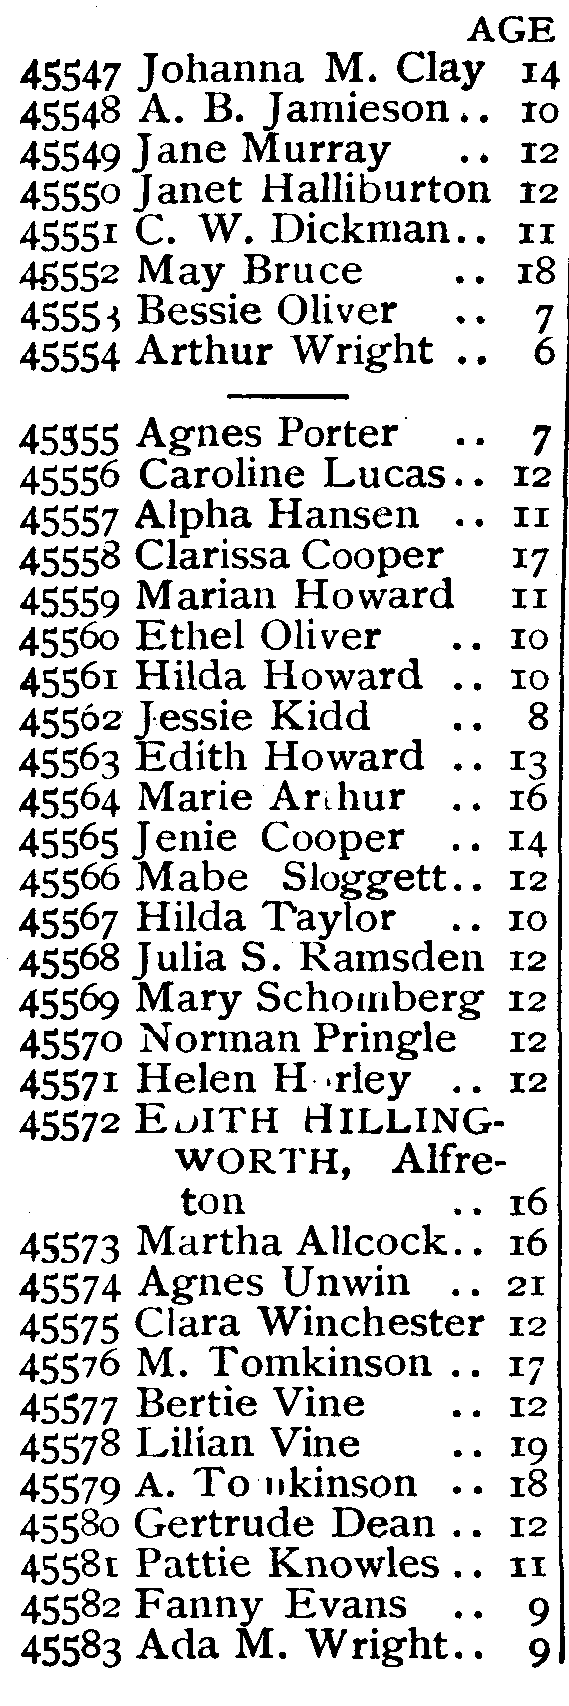 AGE
45547 Johanna M. Clay 14
45548 A. B. Jamieson .. 10
45549 Jane Murray .. 12
45550 Janet Halliburton 12
45551 C. W. Dickman .. 11
45552 May Bruce .. 18
45553 Bessie Oliver .. 7
45554 Arthur Wright .. 6
45555 Agnes Porter .. 7
45556 Caroline Lucas .. 12
45557 Alpha Hansen .. 11
45558 Clarissa Cooper 17
45559 Marian Howard 11
45560 Ethel Oliver .. 10
45561 Hilda Howard .. 10
45562 Jessie Kidd .. 8
45563 Edith Howard .. 13
45564 Marie Arthur .. 16
45565 Jenie Cooper .. 14
45566 Mabe Sloggett .. 12
45567 Hilda Taylor .. 10
45568 Julia S. Ramsden 12
45569 Mary Schomberg 12
45570 Norman Pringle 12
45571 Helen .. 12
45572 EDITH HILLING-
WORTH, Alfre-
ton .. 16
45573 Martha Allcock .. 16
45574 Agnes Unwin .. 21
45575 Clara Winchester 12
45576 M. Tomkinson .. 17
45577 Bertie Vine .. 12
45578 Lilian Vine .. 19
45579 A. Tomkinson .. 18
45580 Gertrude Dean .. 12
45581 Pattie Knowles .. 11
45582 Fanny Evans .. 9
45583 Ada M. Wright .. 9